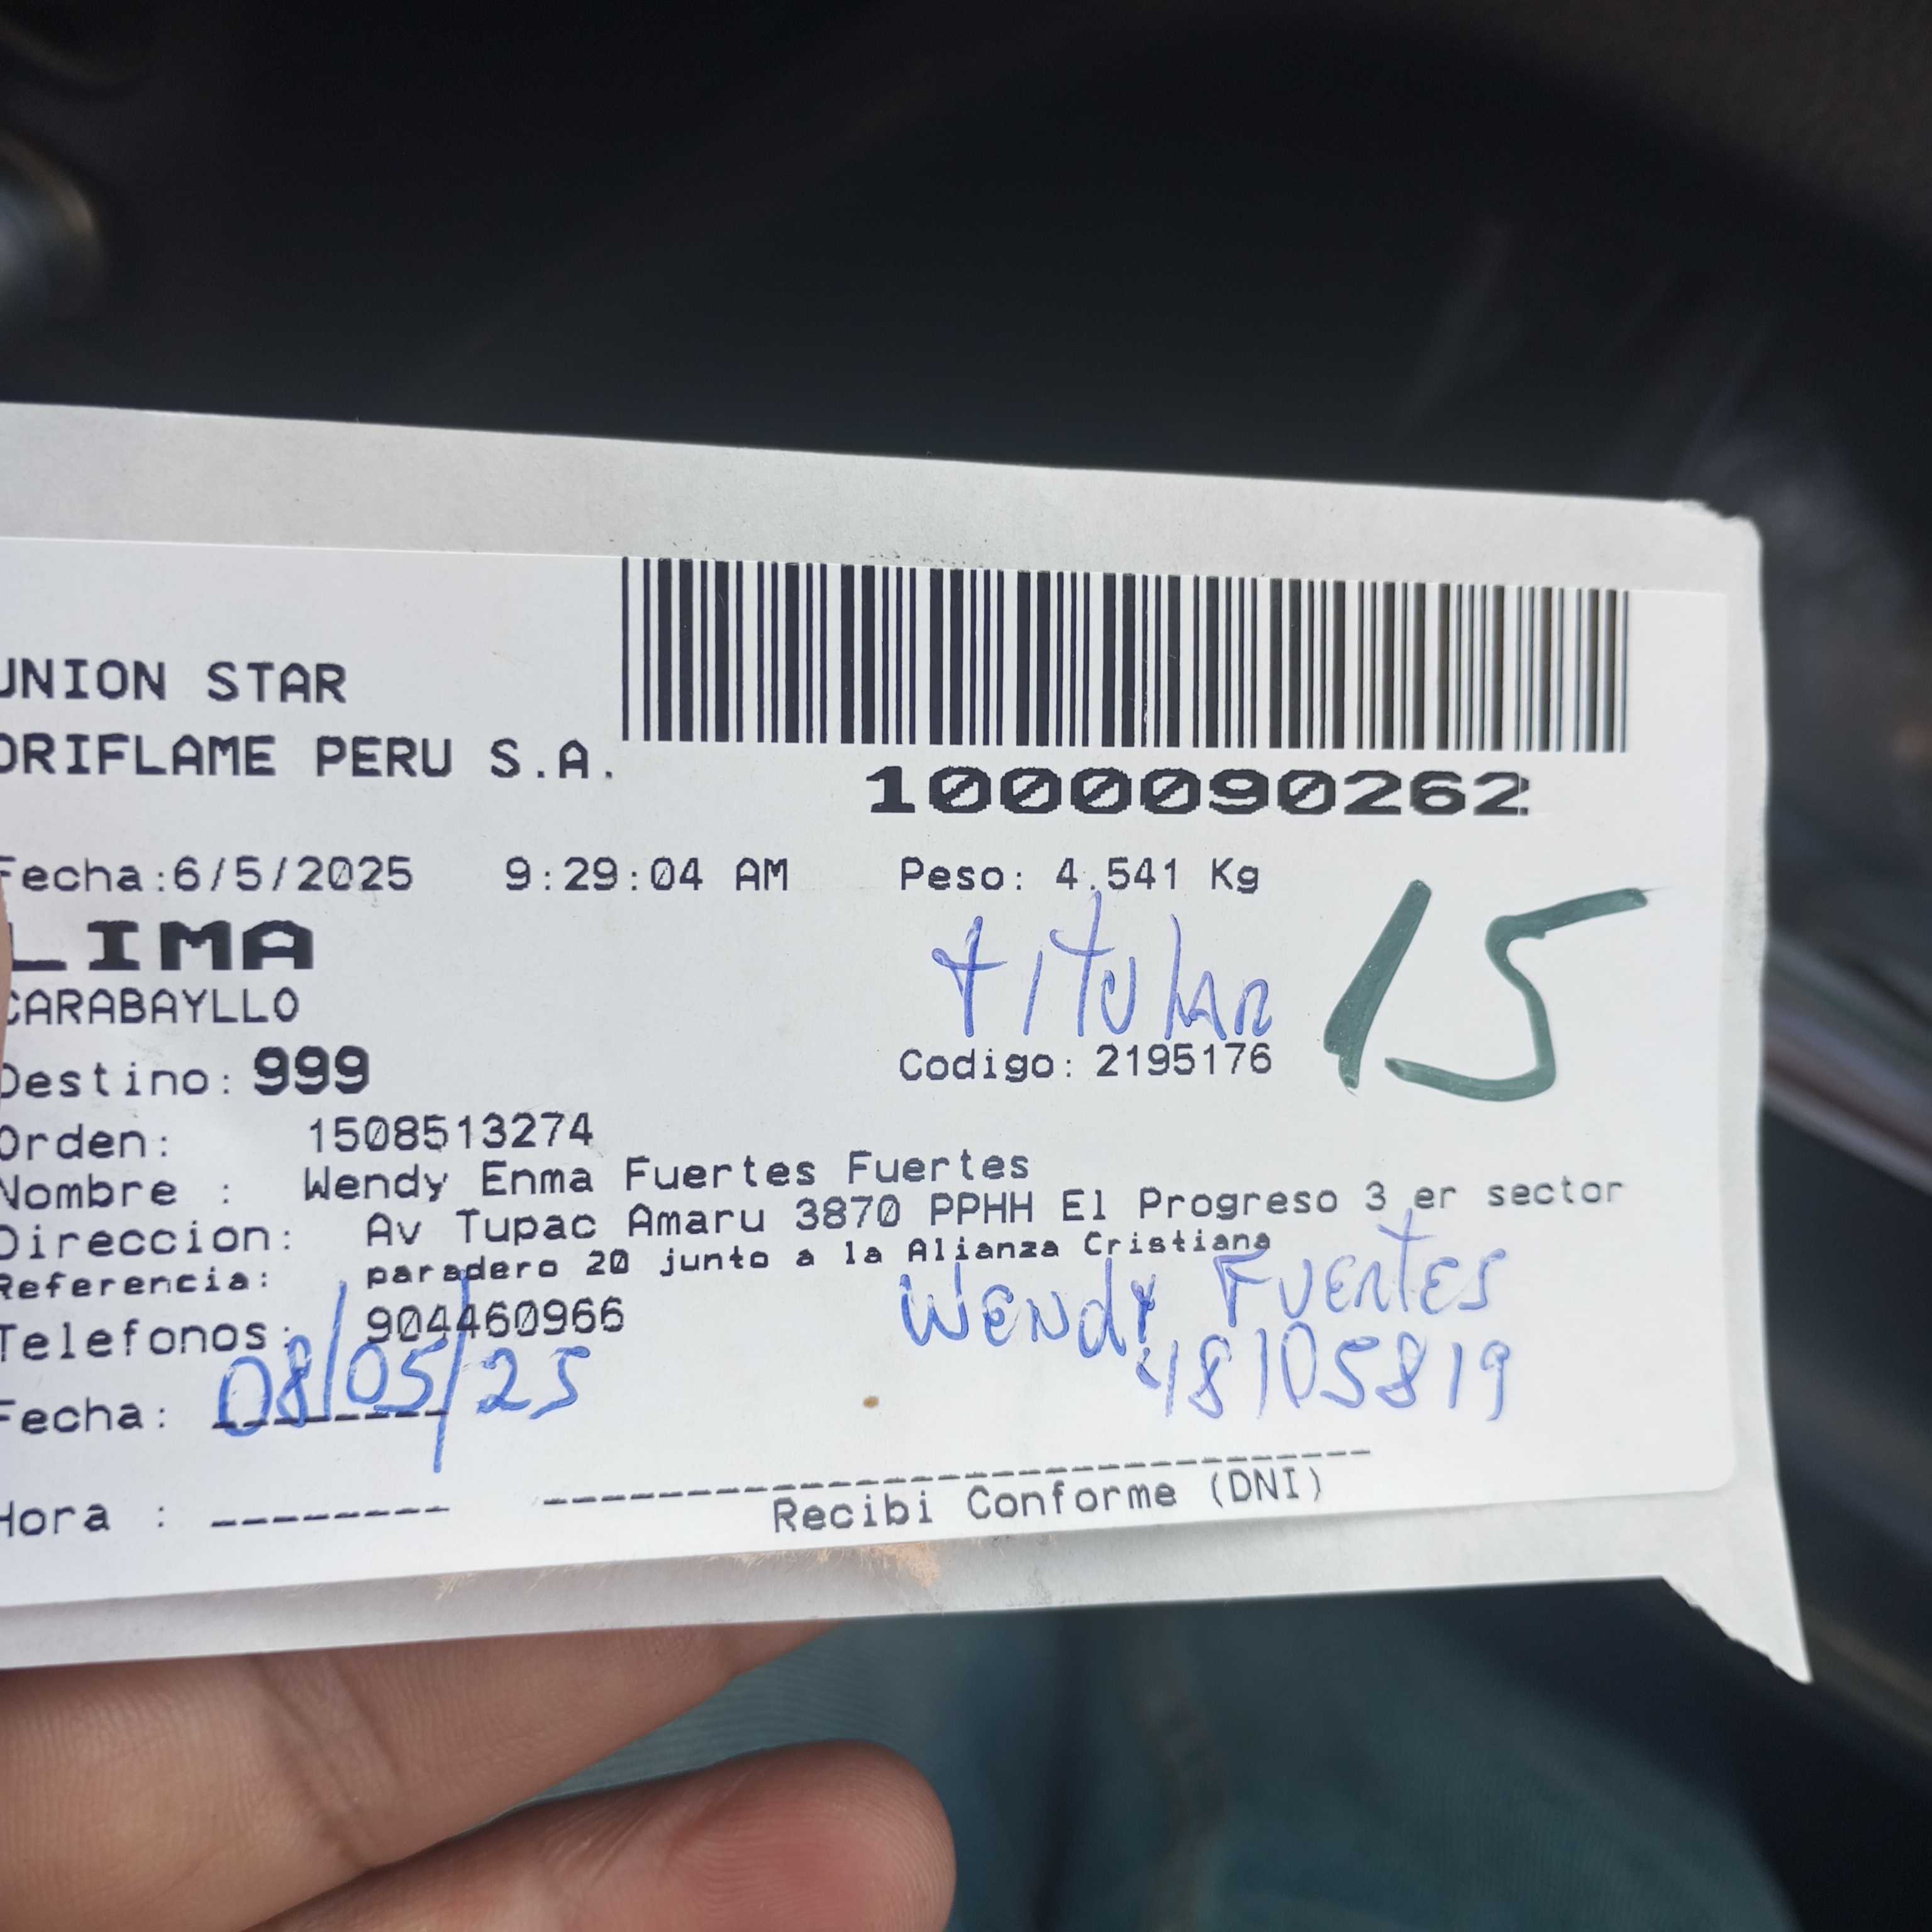 UNION STAR
ORIFLAME PERU S.A.
1000090262
Fecha:6/5/2025 9:29:04 AM Peso: 4.541 Kg
LIMA
titular 15
CARABAYLLO
Destino: 999 Codigo: 2195176
Orden: 1508513274
Nombre : Wendy Enma Fuertes Fuertes
Direccion: Av Tupac Amaru 3870 PPHH El Progreso 3 er sector
Referencia: paradero 20 junto a la Alianza Cristiana
Telefonos: 904460966 Wendy Fuertes
Fecha: 08/05/25 48105819
Hora : --------
Recibi Conforme (DNI)